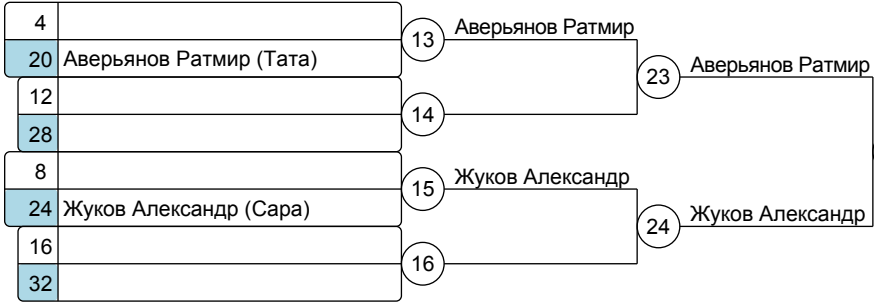 4
20 Аверьянов Ратмир (Тата)
13 Аверьянов Ратмир
23 Аверьянов Ратмир
12
28
14
8
24 Жуков Александр (Сара)
15 Жуков Александр
24 Жуков Александр
16
32
16